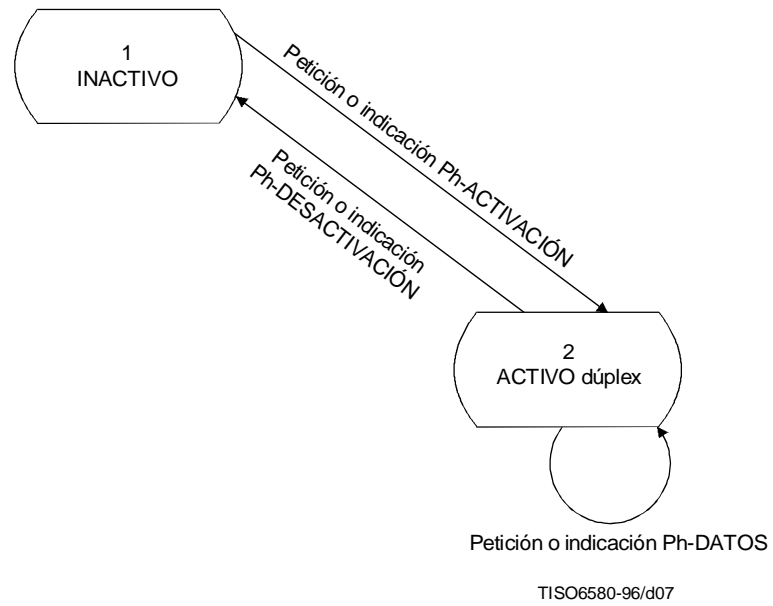 1
INACTIVO
Petición o indicación Ph-ACTIVACIÓN
Petición o indicación
Ph-DESACTIVACIÓN
2
ACTIVO dúplex
Petición o indicación Ph-DATOS
TISO6580-96/d07